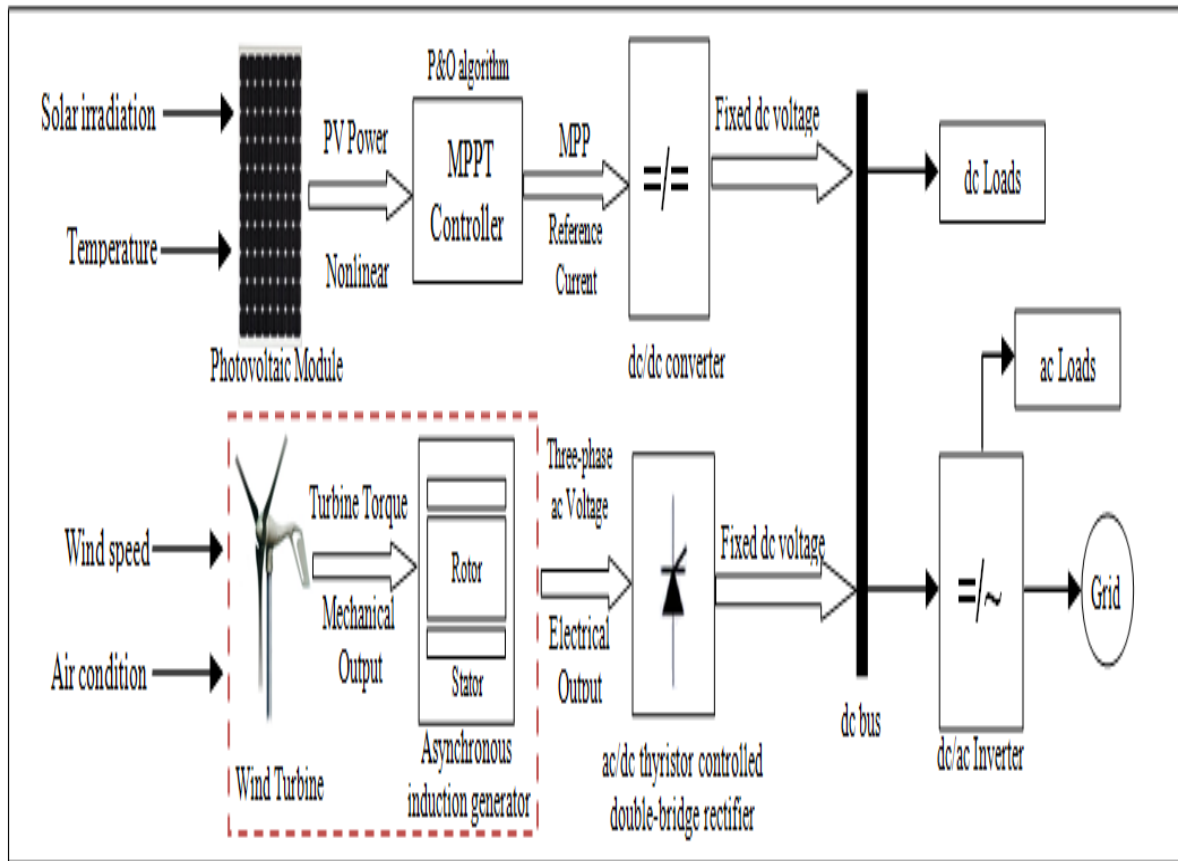 Solar irradiation
Temperature
Photovoltaic Module
PV Power
Nonlinear
P&O algorithm
MPPT
Controller
MPP
Reference
Current
=/=
dc/dc converter
Fixed dc voltage
dc Loads
ac Loads
Wind speed
Air condition
Wind Turbine
Turbine Torque
Mechanical
Output
Rotor
Stator
Asynchronous
induction generator
Three-phase
ac Voltage
Electrical
Output
ac/dc thyristor controlled
double-bridge rectifier
Fixed dc voltage
dc bus
=/~
dc/ac Inverter
Grid